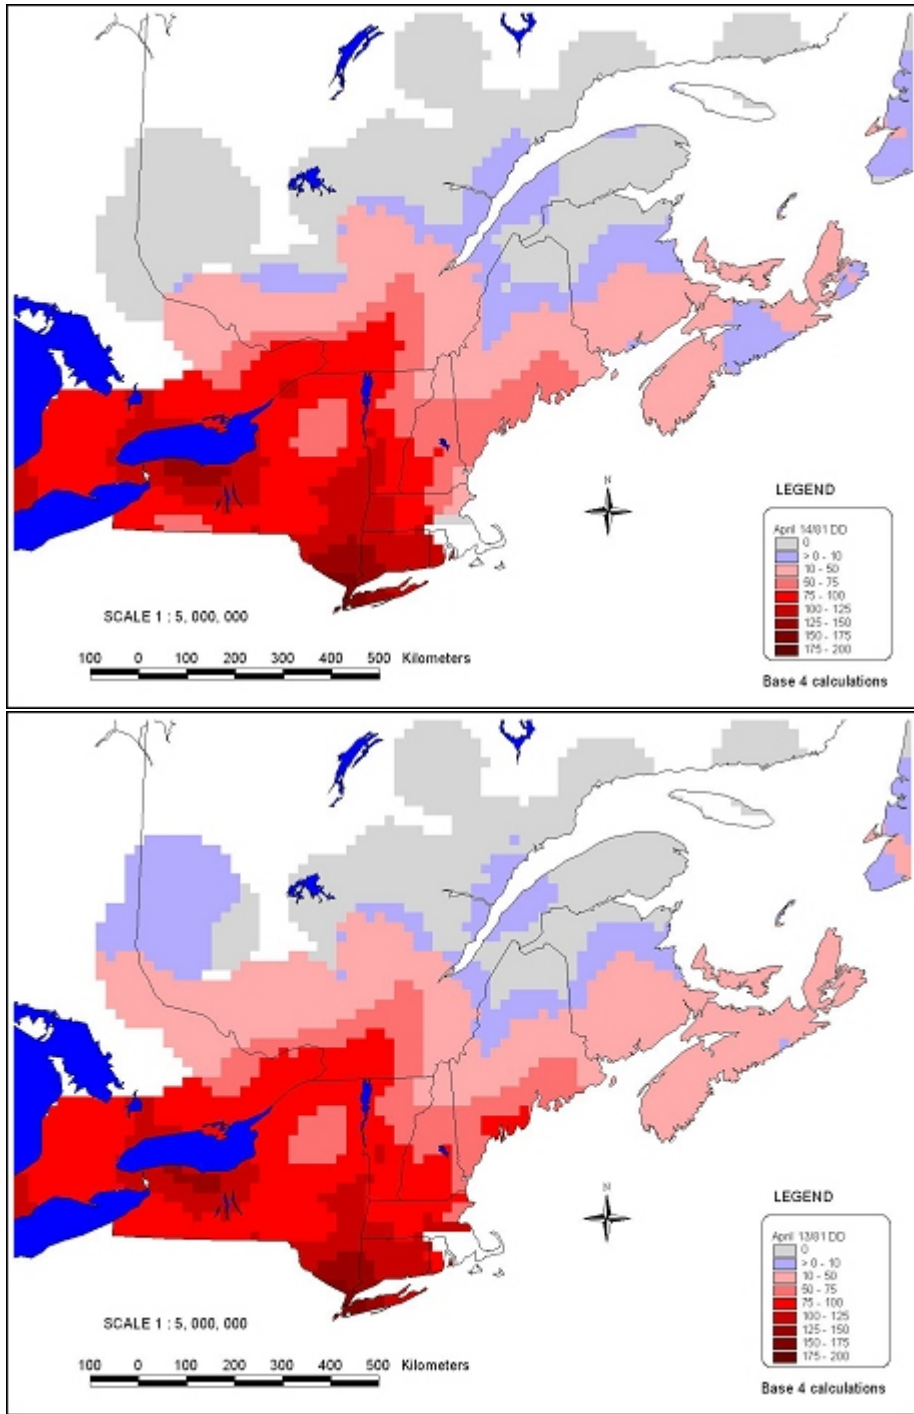 N
LEGEND
April 14/81 DD
0
> 0 - 10
10 - 50
50 - 75
75 - 100
100 - 125
125 - 150
150 - 175
175 - 200
SCALE 1 : 5, 000, 000
100 0 100 200 300 400 500 Kilometers
Base 4 calculations
N
LEGEND
April 13/81 DD
0
> 0 - 10
10 - 50
50 - 75
75 - 100
100 - 125
125 - 150
150 - 175
175 - 200
SCALE 1 : 5, 000, 000
100 0 100 200 300 400 500 Kilometers
Base 4 calculations